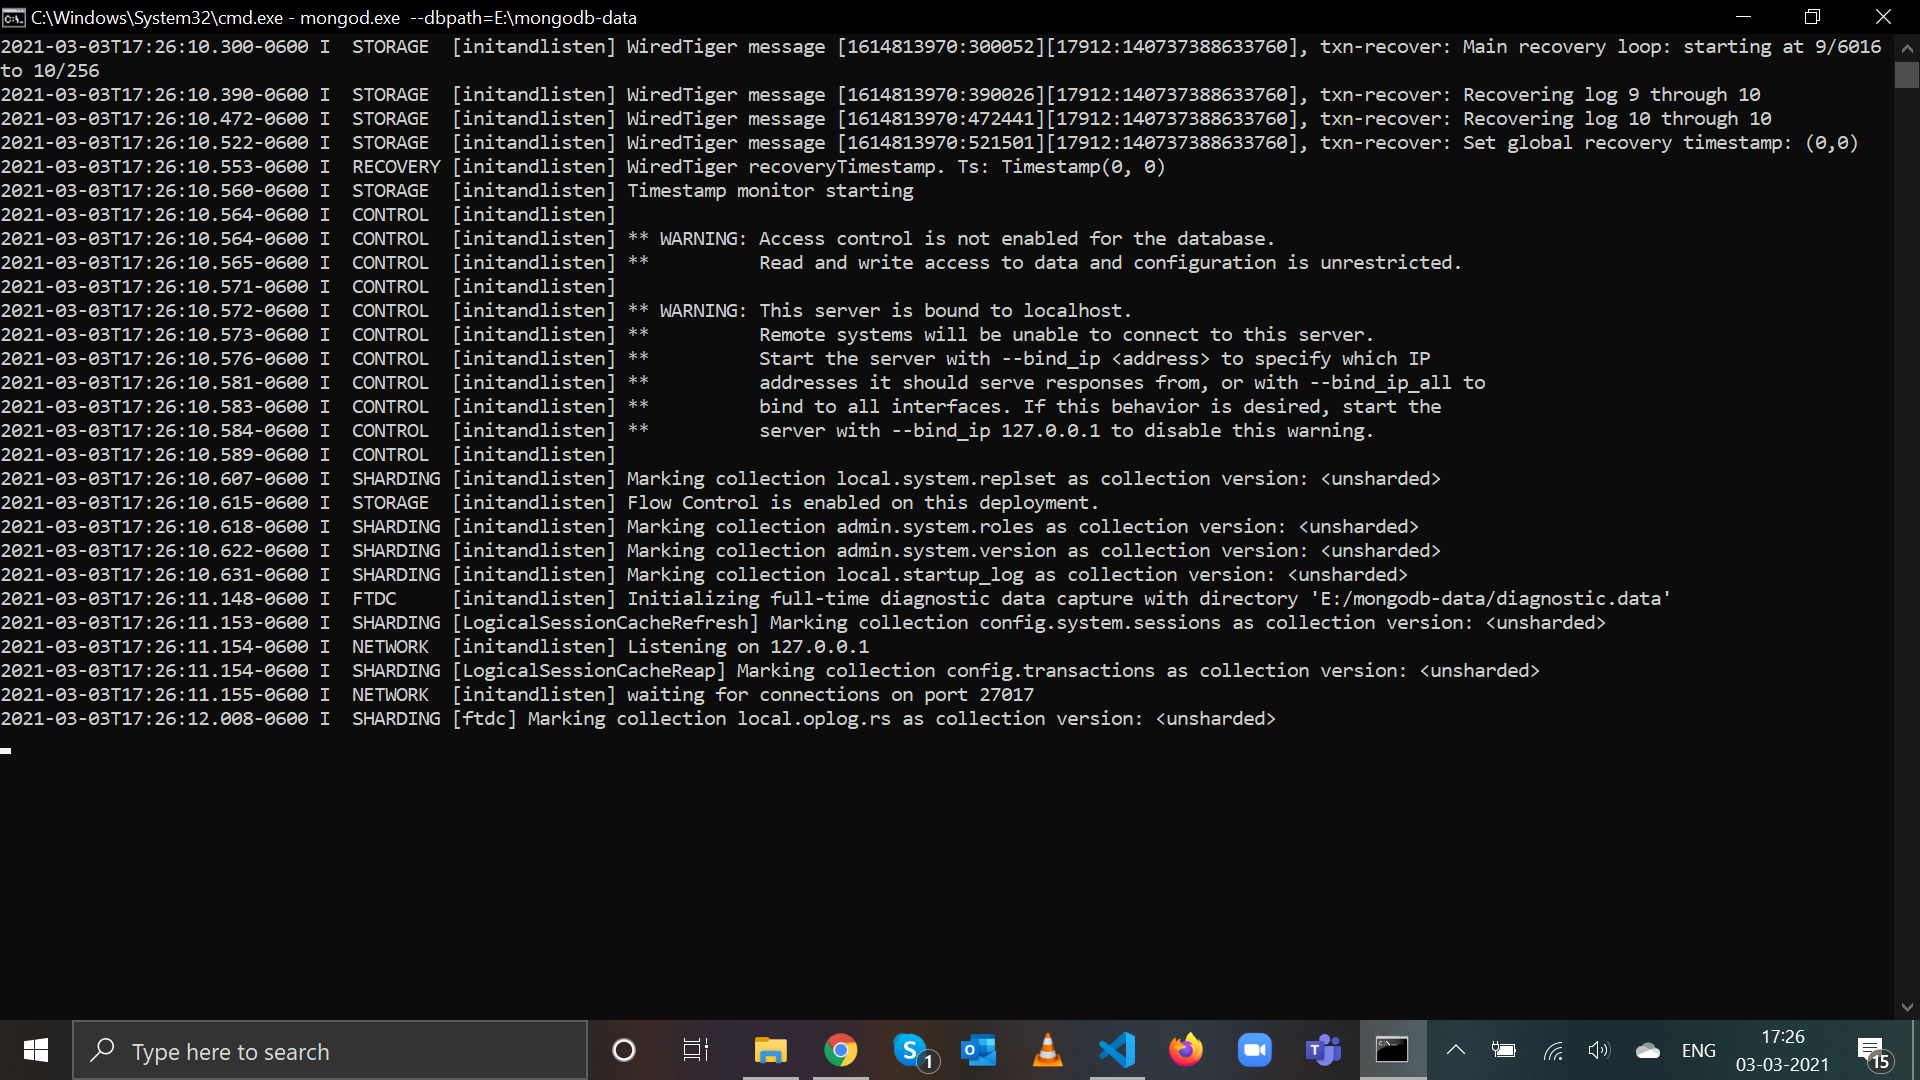 C:\Windows\System32\cmd.exe - mongod.exe  --dbpath=E:\mongodb-data
2021-03-03T17:26:10.300-0600 I  STORAGE  [initandlisten] WiredTiger message [1614813970:300052][17912:140737388633760], txn-recover: Main recovery loop: starting at 9/6016
to 10/256
2021-03-03T17:26:10.390-0600 I  STORAGE  [initandlisten] WiredTiger message [1614813970:390026][17912:140737388633760], txn-recover: Recovering log 9 through 10
2021-03-03T17:26:10.472-0600 I  STORAGE  [initandlisten] WiredTiger message [1614813970:472441][17912:140737388633760], txn-recover: Recovering log 10 through 10
2021-03-03T17:26:10.522-0600 I  STORAGE  [initandlisten] WiredTiger message [1614813970:521501][17912:140737388633760], txn-recover: Set global recovery timestamp: (0,0)
2021-03-03T17:26:10.553-0600 I  RECOVERY [initandlisten] WiredTiger recoveryTimestamp. Ts: Timestamp(0, 0)
2021-03-03T17:26:10.560-0600 I  STORAGE  [initandlisten] Timestamp monitor starting
2021-03-03T17:26:10.564-0600 I  CONTROL  [initandlisten]
2021-03-03T17:26:10.564-0600 I  CONTROL  [initandlisten] ** WARNING: Access control is not enabled for the database.
2021-03-03T17:26:10.565-0600 I  CONTROL  [initandlisten] **          Read and write access to data and configuration is unrestricted.
2021-03-03T17:26:10.571-0600 I  CONTROL  [initandlisten]
2021-03-03T17:26:10.572-0600 I  CONTROL  [initandlisten] ** WARNING: This server is bound to localhost.
2021-03-03T17:26:10.573-0600 I  CONTROL  [initandlisten] **          Remote systems will be unable to connect to this server.
2021-03-03T17:26:10.576-0600 I  CONTROL  [initandlisten] **          Start the server with --bind_ip <address> to specify which IP
2021-03-03T17:26:10.581-0600 I  CONTROL  [initandlisten] **          addresses it should serve responses from, or with --bind_ip_all to
2021-03-03T17:26:10.583-0600 I  CONTROL  [initandlisten] **          bind to all interfaces. If this behavior is desired, start the
2021-03-03T17:26:10.584-0600 I  CONTROL  [initandlisten] **          server with --bind_ip 127.0.0.1 to disable this warning.
2021-03-03T17:26:10.589-0600 I  CONTROL  [initandlisten]
2021-03-03T17:26:10.607-0600 I  SHARDING [initandlisten] Marking collection local.system.replset as collection version: <unsharded>
2021-03-03T17:26:10.615-0600 I  STORAGE  [initandlisten] Flow Control is enabled on this deployment.
2021-03-03T17:26:10.618-0600 I  SHARDING [initandlisten] Marking collection admin.system.roles as collection version: <unsharded>
2021-03-03T17:26:10.622-0600 I  SHARDING [initandlisten] Marking collection admin.system.version as collection version: <unsharded>
2021-03-03T17:26:10.631-0600 I  SHARDING [initandlisten] Marking collection local.startup_log as collection version: <unsharded>
2021-03-03T17:26:11.148-0600 I  FTDC     [initandlisten] Initializing full-time diagnostic data capture with directory 'E:/mongodb-data/diagnostic.data'
2021-03-03T17:26:11.153-0600 I  SHARDING [LogicalSessionCacheRefresh] Marking collection config.system.sessions as collection version: <unsharded>
2021-03-03T17:26:11.154-0600 I  NETWORK  [initandlisten] Listening on 127.0.0.1
2021-03-03T17:26:11.154-0600 I  SHARDING [LogicalSessionCacheReap] Marking collection config.transactions as collection version: <unsharded>
2021-03-03T17:26:11.155-0600 I  NETWORK  [initandlisten] waiting for connections on port 27017
2021-03-03T17:26:12.008-0600 I  SHARDING [ftdc] Marking collection local.oplog.rs as collection version: <unsharded>
Type here to search
1
ENG
17:26
03-03-2021
15